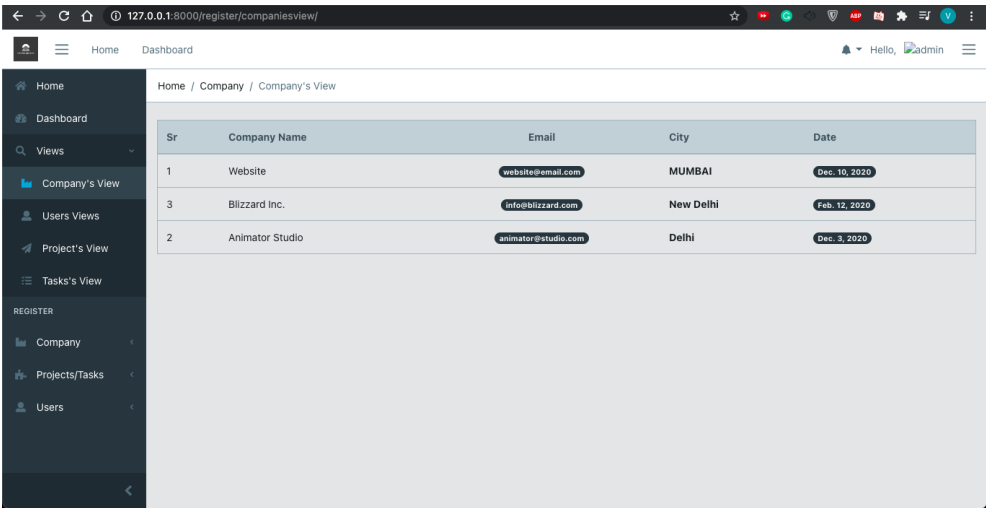 127.0.0.1:8000/register/companiesview/
Home Dashboard
Hello, admin
Home
Dashboard
Views
Company's View
Users Views
Project's View
Tasks's View
REGISTER
Company
Projects/Tasks
Users
Home / Company / Company's View
Sr Company Name Email City Date
1 Website website@email.com MUMBAI Dec. 10, 2020
3 Blizzard Inc. info@blizzard.com New Delhi Feb. 12, 2020
2 Animator Studio animator@studio.com Delhi Dec. 3, 2020